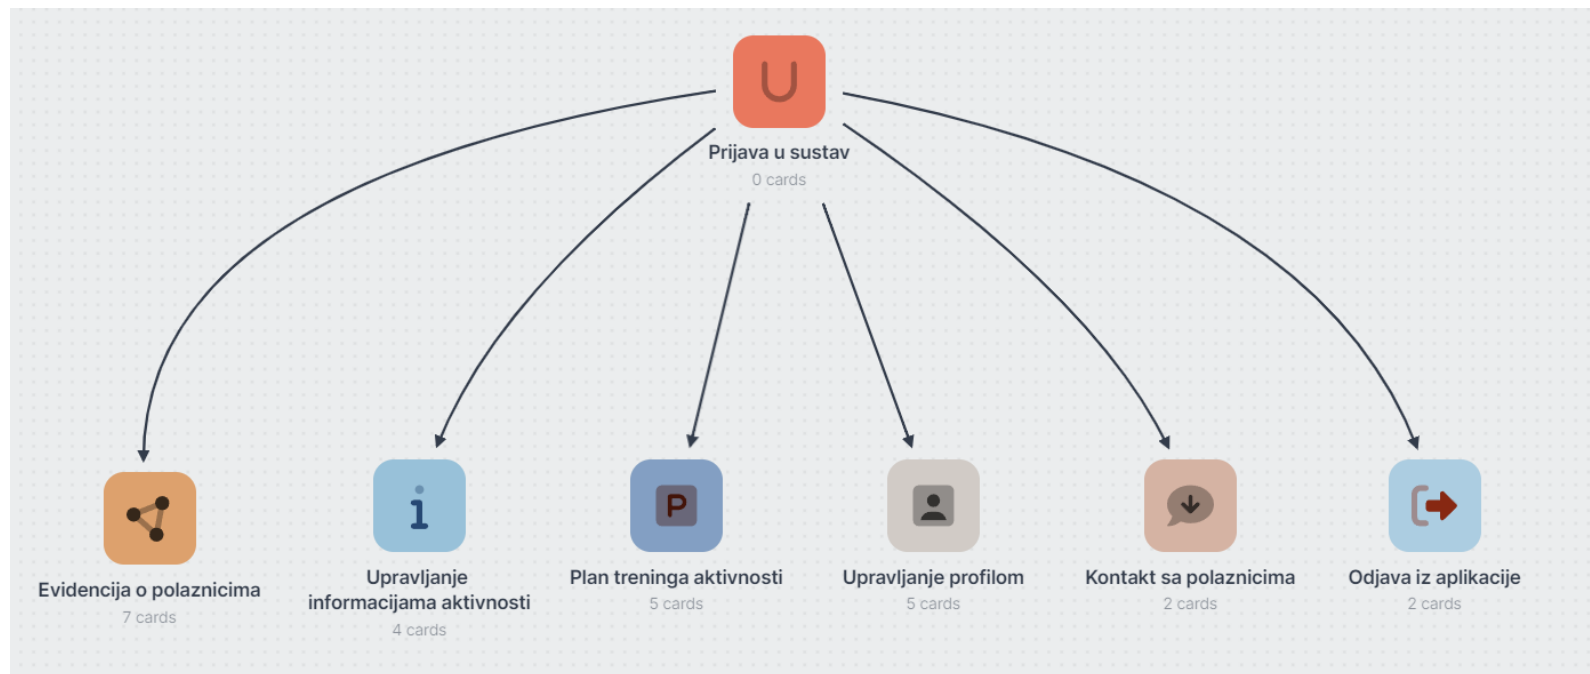 Prijava u sustav
0 cards
Evidencija o polaznicima
7 cards
Upravljanje
informacijama aktivnosti
4 cards
P
Plan treninga aktivnosti
5 cards
Upravljanje profilom
5 cards
Kontakt sa polaznicima
2 cards
Odjava iz aplikacije
2 cards